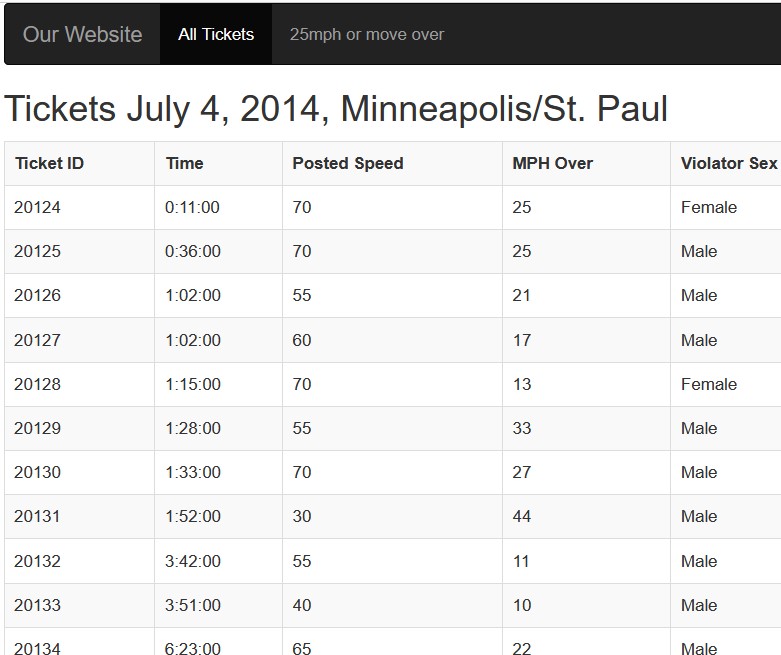 Our Website All Tickets 25mph or move over
Tickets July 4, 2014, Minneapolis/St. Paul
Ticket ID Time Posted Speed MPH Over Violator Sex
20124 0:11:00 70 25 Female
20125 0:36:00 70 25 Male
20126 1:02:00 55 21 Male
20127 1:02:00 60 17 Male
20128 1:15:00 70 13 Female
20129 1:28:00 55 33 Male
20130 1:33:00 70 27 Male
20131 1:52:00 30 44 Male
20132 3:42:00 55 11 Male
20133 3:51:00 40 10 Male
20134 6:23:00 65 22 Male